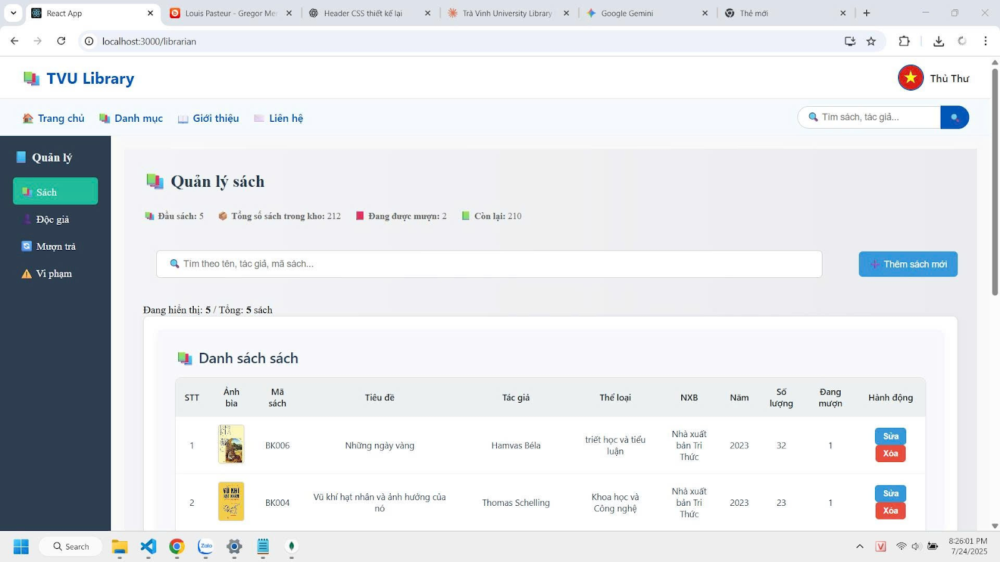 React App
Louis Pasteur - Gregor Mer
Header CSS thiết kế lại
Trà Vinh University Library
Google Gemini
Thẻ mới
localhost:3000/librarian
TVU Library
Thủ Thư
Trang chủ
Danh mục
Giới thiệu
Liên hệ
Tìm sách, tác giả...
Quản lý
Sách
Độc giả
Mượn trả
Vi phạm
Quản lý sách
Đầu sách: 5
Tổng số sách trong kho: 212
Đang được mượn: 2
Còn lại: 210
Tìm theo tên, tác giả, mã sách...
Thêm sách mới
Đang hiển thị: 5 / Tổng: 5 sách
Danh sách sách
STT
Ảnh
bìa
Mã
sách
Tiêu đề
Tác giả
Thể loại
NXB
Năm
Số
lượng
Đang
mượn
Hành động
1
BK006
Những ngày vàng
Hamvas Béla
triết học và tiểu
luận
Nhà xuất
bản Tri
Thức
2023
32
1
Sửa
Xóa
2
VŨ KHÍ
HẠT NHÂN
BK004
Vũ khí hạt nhân và ảnh hưởng của
nó
Thomas Schelling
Khoa học và
Công nghệ
Nhà xuất
bản Tri
Thức
2023
23
1
Sửa
Xóa
Search
Zalo
V
8:26:01 PM
7/24/2025